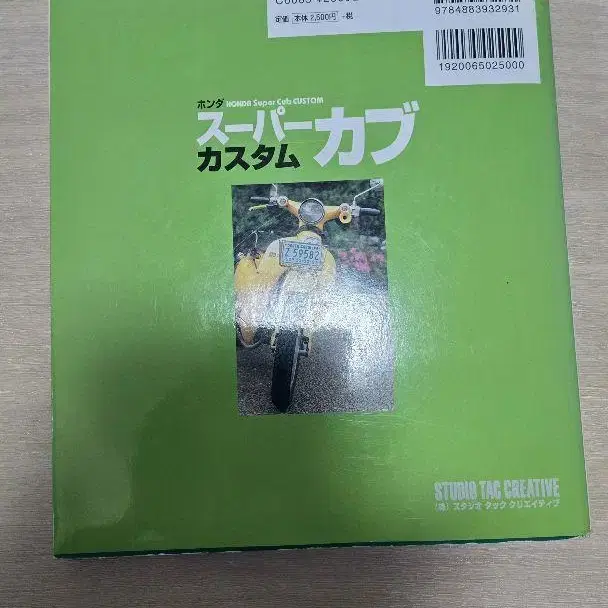 定価 本体2,500円 +税
9784883932931
1920065025000
ホンダ HONDA Super Cub CUSTOM
スーパーカブ
カスタム
Z 59582
STUDIO TAC CREATIVE
(株)スタジオ タック クリエイティブ